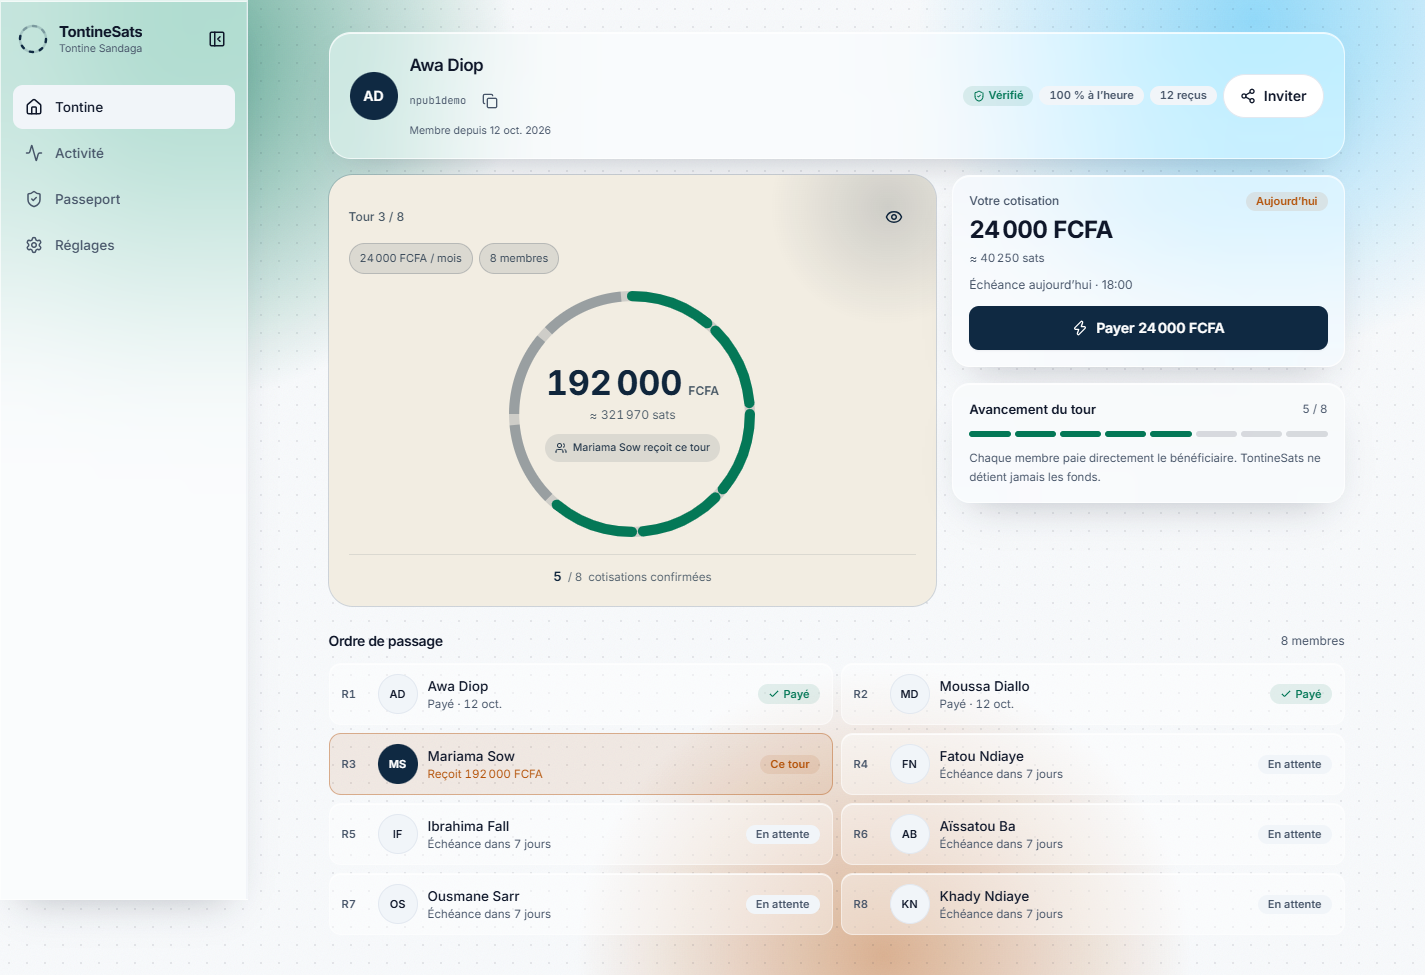 TontineSats
Tontine Sandaga
Tontine
Activité
Passeport
Réglages
AD
Awa Diop
npub1demo
Membre depuis 12 oct. 2026
Vérifié
100 % à l’heure
12 reçus
Inviter
Tour 3 / 8
24 000 FCFA / mois
8 membres
192 000 FCFA
≈ 321 970 sats
Mariama Sow reçoit ce tour
5 / 8 cotisations confirmées
Votre cotisation
Aujourd’hui
24 000 FCFA
≈ 40 250 sats
Échéance aujourd’hui · 18:00
Payer 24 000 FCFA
Avancement du tour
5 / 8
Chaque membre paie directement le bénéficiaire. TontineSats ne
détient jamais les fonds.
Ordre de passage
8 membres
R1
AD
Awa Diop
Payé · 12 oct.
Payé
R2
MD
Moussa Diallo
Payé · 12 oct.
Payé
R3
MS
Mariama Sow
Reçoit 192 000 FCFA
Ce tour
R4
FN
Fatou Ndiaye
Échéance dans 7 jours
En attente
R5
IF
Ibrahima Fall
Échéance dans 7 jours
En attente
R6
AB
Aïssatou Ba
Échéance dans 7 jours
En attente
R7
OS
Ousmane Sarr
Échéance dans 7 jours
En attente
R8
KN
Khady Ndiaye
Échéance dans 7 jours
En attente